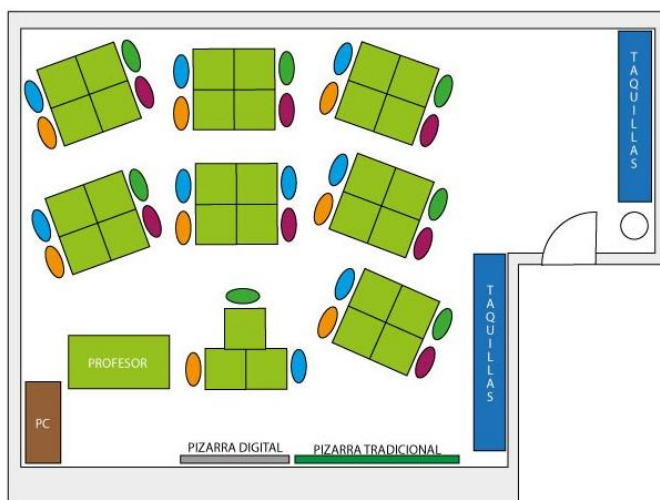 TAQUILLAS
TAQUILLAS
PROFESOR
PC
PIZARRA DIGITAL
PIZARRA TRADICIONAL